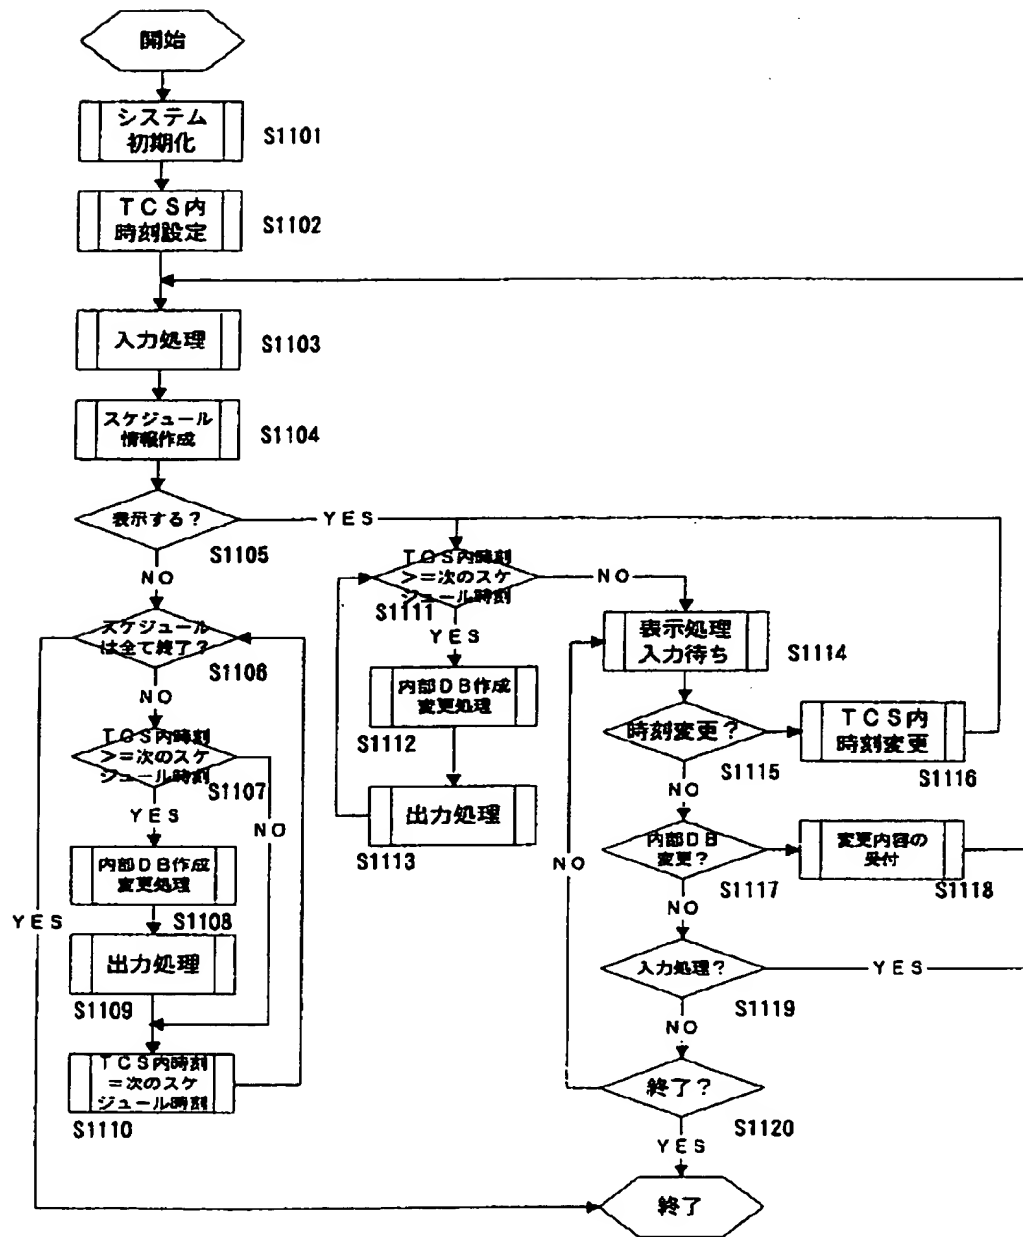 開始
システム
初期化
S1101
TCS内
時刻設定
S1102
入力処理
S1103
スケジュール
情報作成
S1104
表示する?
YES
S1105
NO
スケジュール
は全て終了?
S1106
NO
TCS内時刻
>=次のスケ
ジュール時刻
S1107
YES
NO
内部DB作成
変更処理
S1108
YES
出力処理
S1109
TCS内時刻
=次のスケ
ジュール時刻
S1110
TCS内時刻
>=次のスケ
ジュール時刻
S1111
NO
YES
内部DB作成
変更処理
S1112
出力処理
S1113
表示処理
入力待ち
S1114
時刻変更?
S1115
TCS内
時刻変更
S1116
NO
内部DB
変更?
S1117
変更内容の
受付
S1118
NO
NO
入力処理?
YES
S1119
NO
終了?
S1120
YES
終了